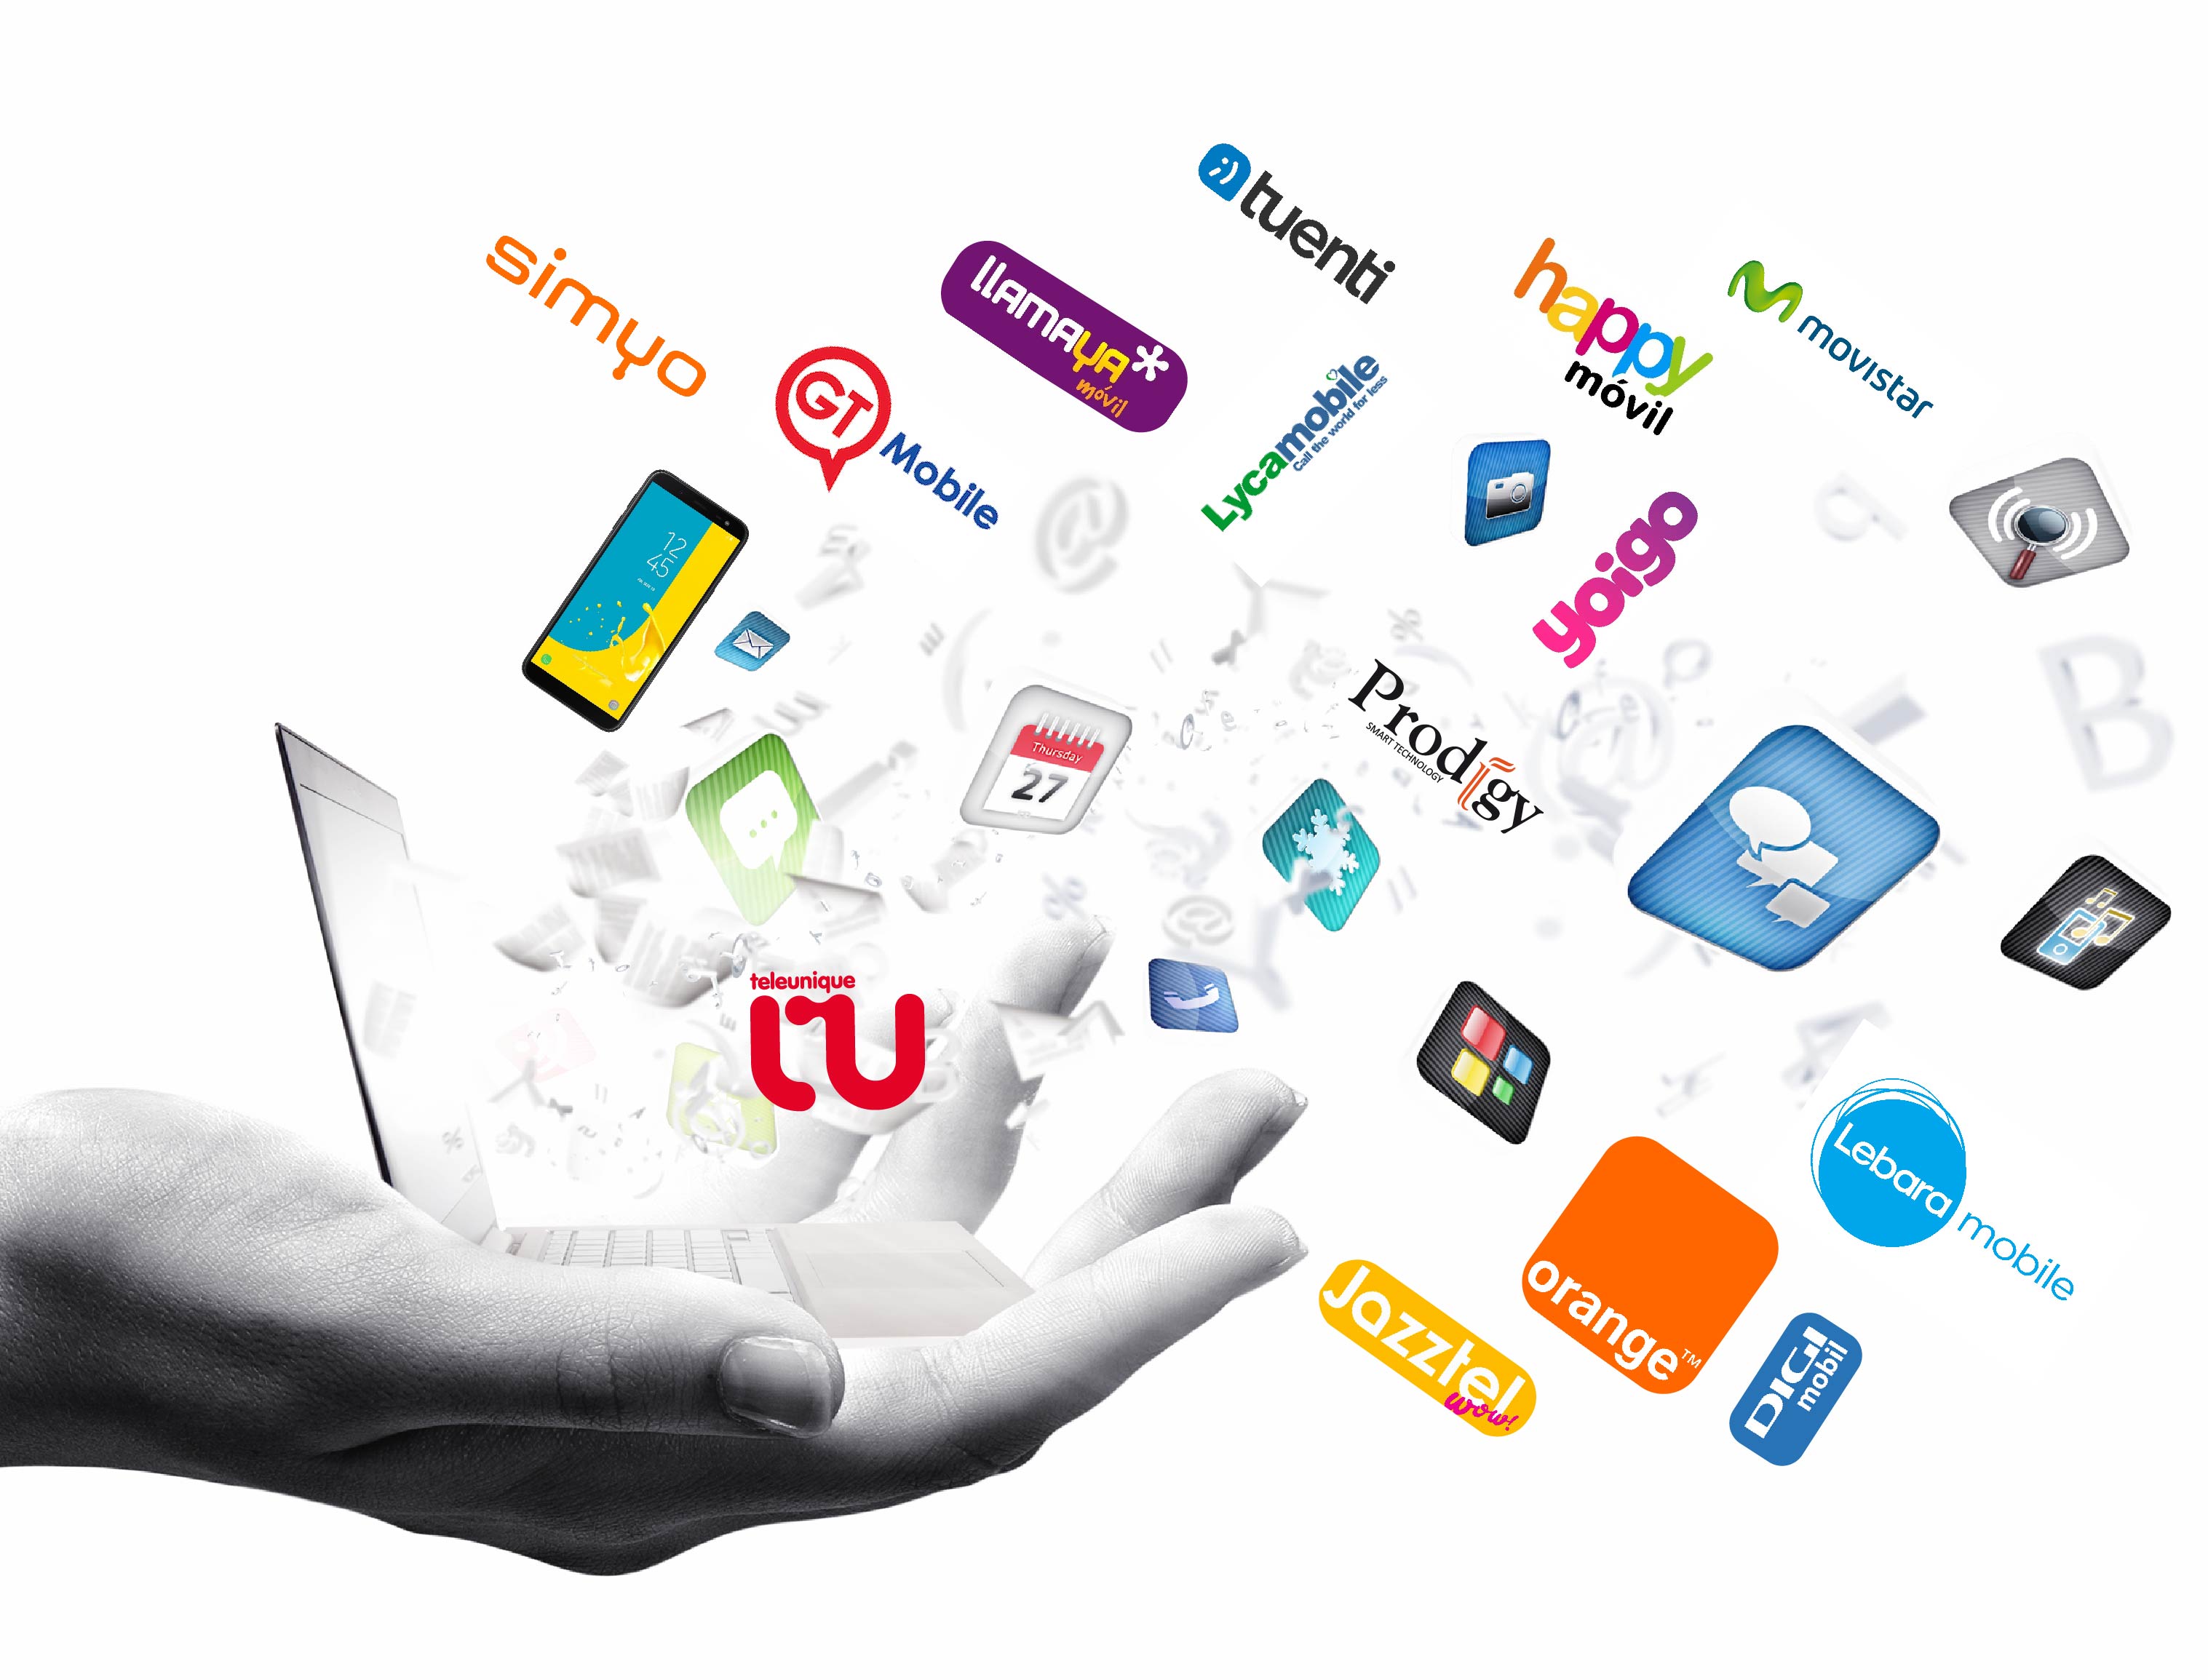 tuenti
simyo
LLAMAYA
móvil
happy
móvil
movistar
GT
Mobile
Lycamobile
Call the world for less
yoigo
12
45
Prodigy
SMART TECHNOLOGY
Thursday
27
teleunique
tU
Lebara
mobile
orange™
Jazztel
wow!
DIGI
mobil